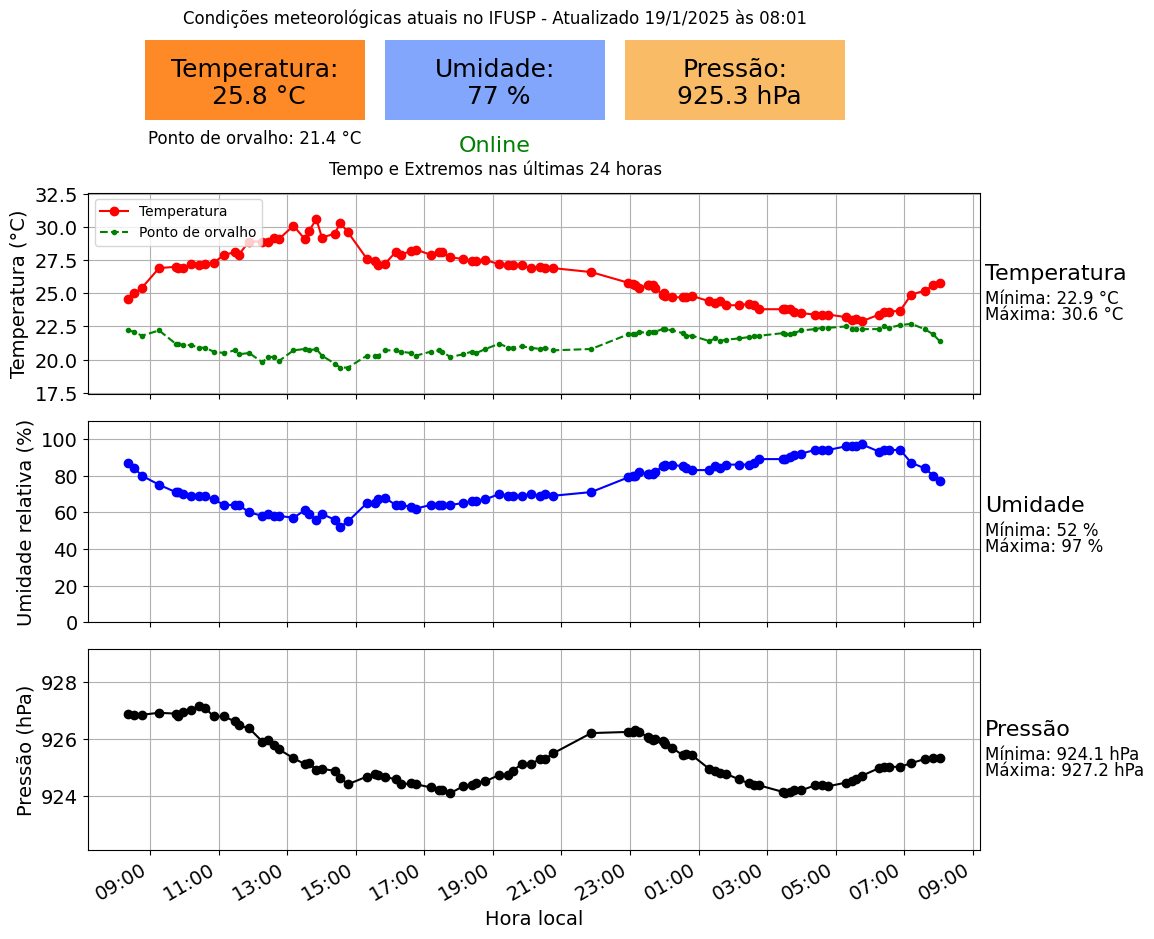 Condições meteorológicas atuais no IFUSP - Atualizado 19/1/2025 às 08:01
Temperatura:
25.8 °C
Umidade:
77 %
Pressão:
925.3 hPa
Ponto de orvalho: 21.4 °C
Online
Tempo e Extremos nas últimas 24 horas
Temperatura (°C)
32.5
30.0
27.5
25.0
22.5
20.0
17.5
Temperatura
Ponto de orvalho
Temperatura
Mínima: 22.9 °C
Máxima: 30.6 °C
Umidade relativa (%)
100
80
60
40
20
0
Umidade
Mínima: 52 %
Máxima: 97 %
Pressão (hPa)
928
926
924
Pressão
Mínima: 924.1 hPa
Máxima: 927.2 hPa
09:00 11:00 13:00 15:00 17:00 19:00 21:00 23:00 01:00 03:00 05:00 07:00 09:00
Hora local